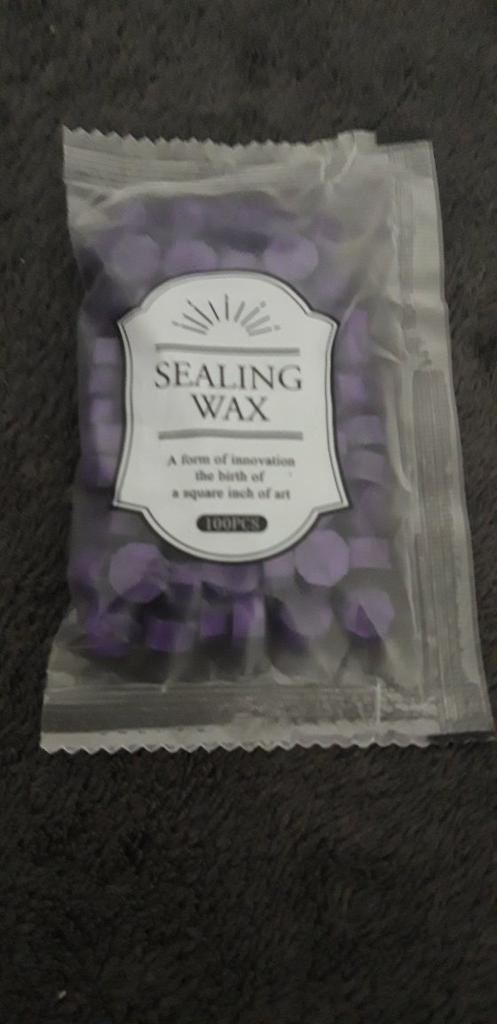 SEALING
WAX
A form of innovation
the birth of
a square inch of art
100PCS